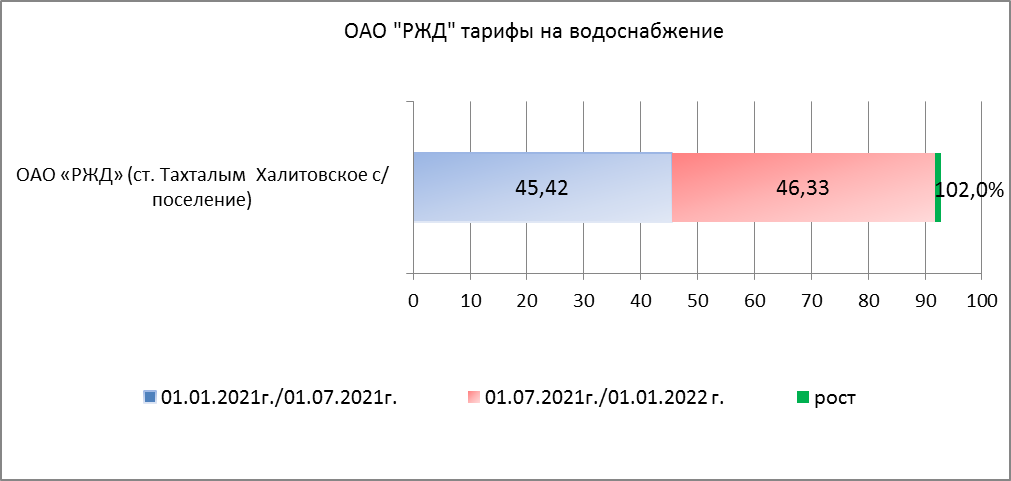 ОАО "РЖД" тарифы на водоснабжение
ОАО «РЖД» (ст. Тахталым  Халитовское с/
поселение)
45,42
46,33
102,0%
0 10 20 30 40 50 60 70 80 90 100
01.01.2021г./01.07.2021г.
01.07.2021г./01.01.2022 г.
рост